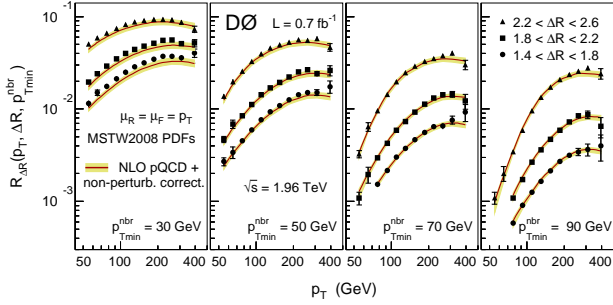 R_ΔR(p_T, ΔR, p_Tmin^nbr)
10⁻¹
10⁻²
10⁻³
μ_R = μ_F = p_T
MSTW2008 PDFs
NLO pQCD +
non-perturb. correct.
p_Tmin^nbr = 30 GeV
DØ L = 0.7 fb⁻¹
√s = 1.96 TeV
p_Tmin^nbr = 50 GeV
p_Tmin^nbr = 70 GeV
2.2 < ΔR < 2.6
1.8 < ΔR < 2.2
1.4 < ΔR < 1.8
p_Tmin^nbr = 90 GeV
50 100 200 400 50 100 200 400 50 100 200 400 50 100 200 400
p_T (GeV)